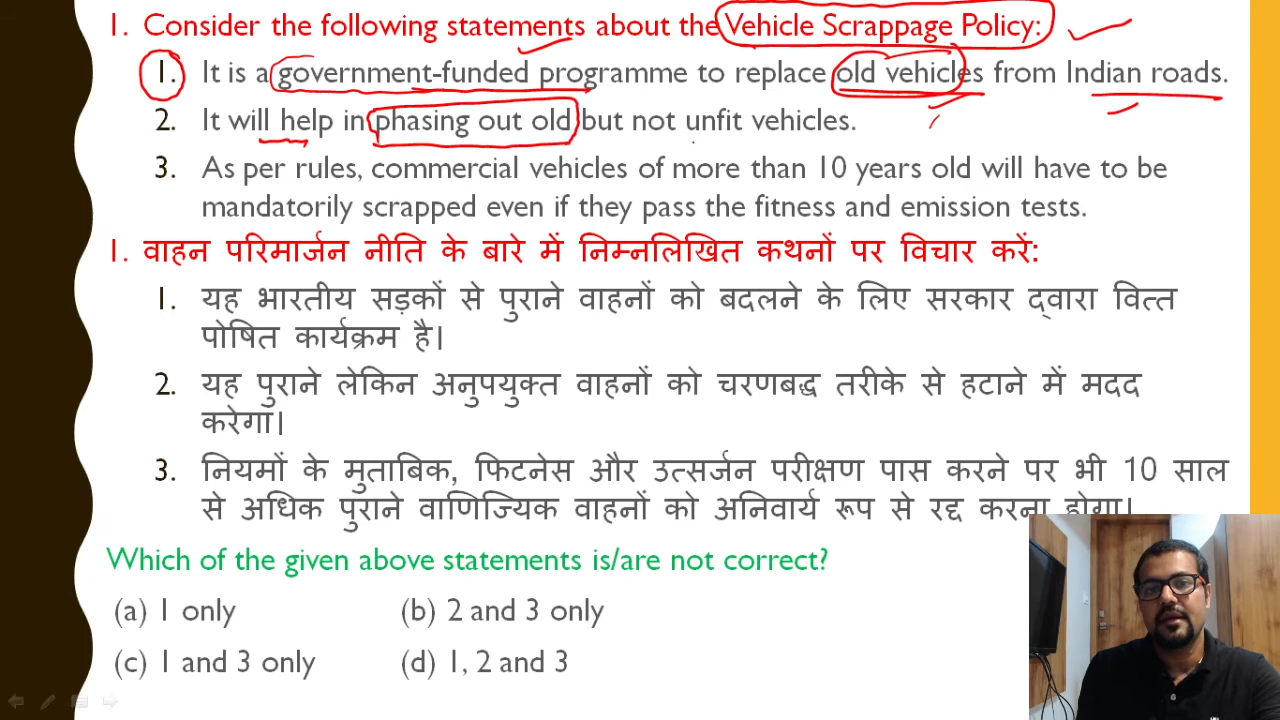 1. Consider the following statements about the Vehicle Scrappage Policy:
1. It is a government-funded programme to replace old vehicles from Indian roads.
2. It will help in phasing out old but not unfit vehicles.
3. As per rules, commercial vehicles of more than 10 years old will have to be
mandatorily scrapped even if they pass the fitness and emission tests.
1. वाहन परिमार्जन नीति के बारे में निम्नलिखित कथनों पर विचार करें:
1. यह भारतीय सड़कों से पुराने वाहनों को बदलने के लिए सरकार द्वारा वित्त
पोषित कार्यक्रम है।
2. यह पुराने लेकिन अनुपयुक्त वाहनों को चरणबद्ध तरीके से हटाने में मदद
करेगा।
3. नियमों के मुताबिक, फिटनेस और उत्सर्जन परीक्षण पास करने पर भी 10 साल
से अधिक पुराने वाणिज्यिक वाहनों को अनिवार्य रूप से रद्द करना होगा।
Which of the given above statements is/are not correct?
(a) 1 only (b) 2 and 3 only
(c) 1 and 3 only (d) 1, 2 and 3